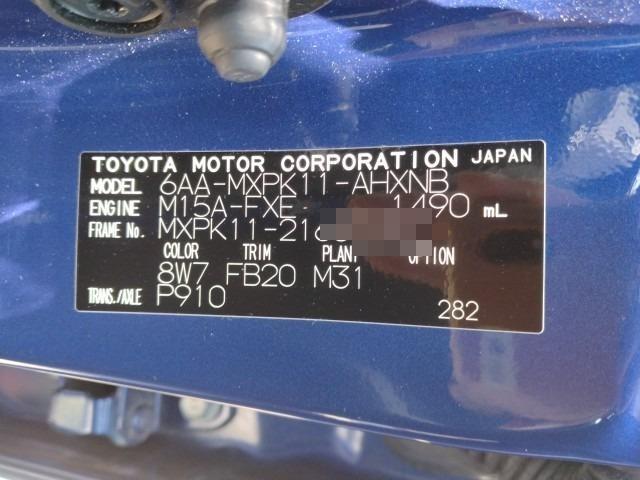 TOYOTA MOTOR CORPORATION JAPAN
MODEL 6AA-MXPK11-AHXNB
ENGINE M15A-FXE 1490 mL
FRAME No. MXPK11-216
COLOR TRIM PLANT OPTION
8W7 FB20 M31
TRANS./AXLE P910
282